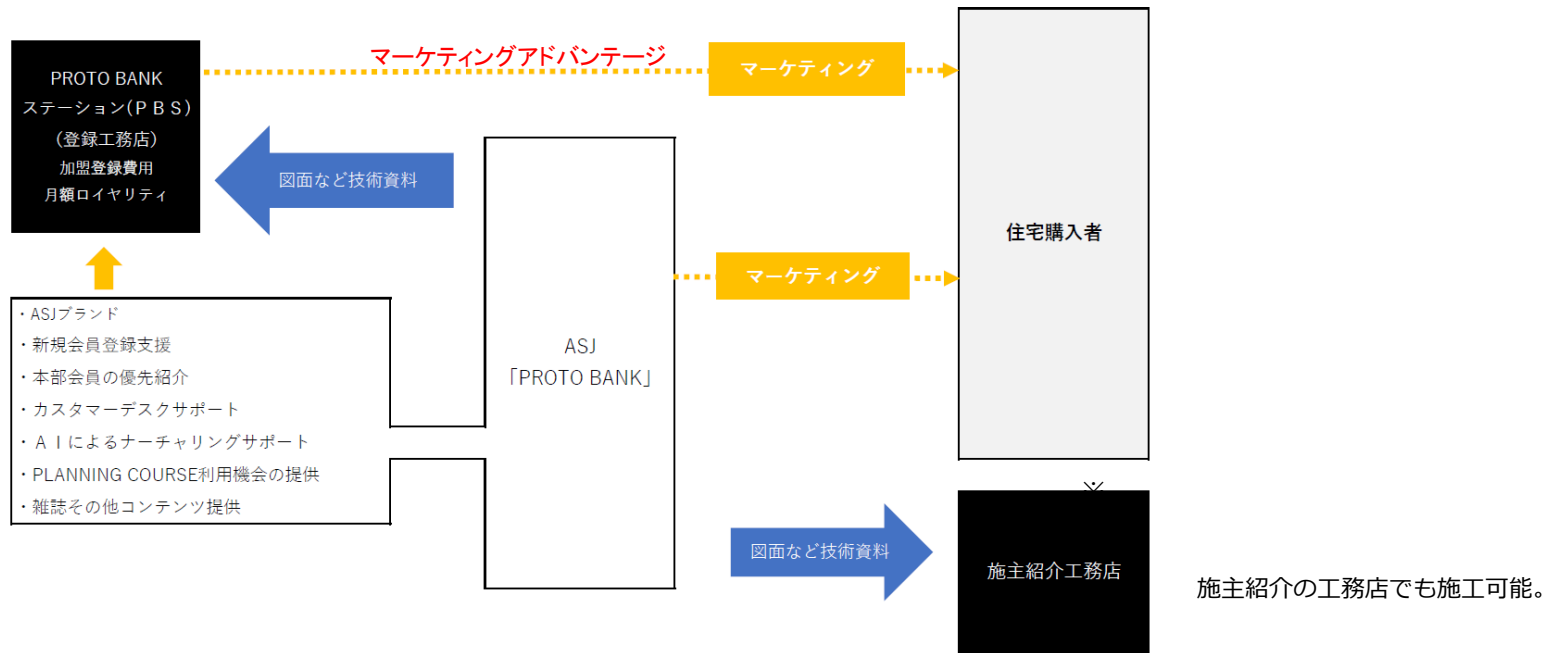 マーケティングアドバンテージ
マーケティング
PROTO BANK
ステーション(ＰＢＳ)
(登録工務店)
加盟登録費用
月額ロイヤリティ
図面など技術資料
住宅購入者
マーケティング
・ASJブランド
・新規会員登録支援
・本部会員の優先紹介
・カスタマーデスクサポート
・ＡＩによるナーチャリングサポート
・PLANNING COURSE利用機会の提供
・雑誌その他コンテンツ提供
ASJ
「PROTO BANK」
※
図面など技術資料
施主紹介工務店
施主紹介の工務店でも施工可能。